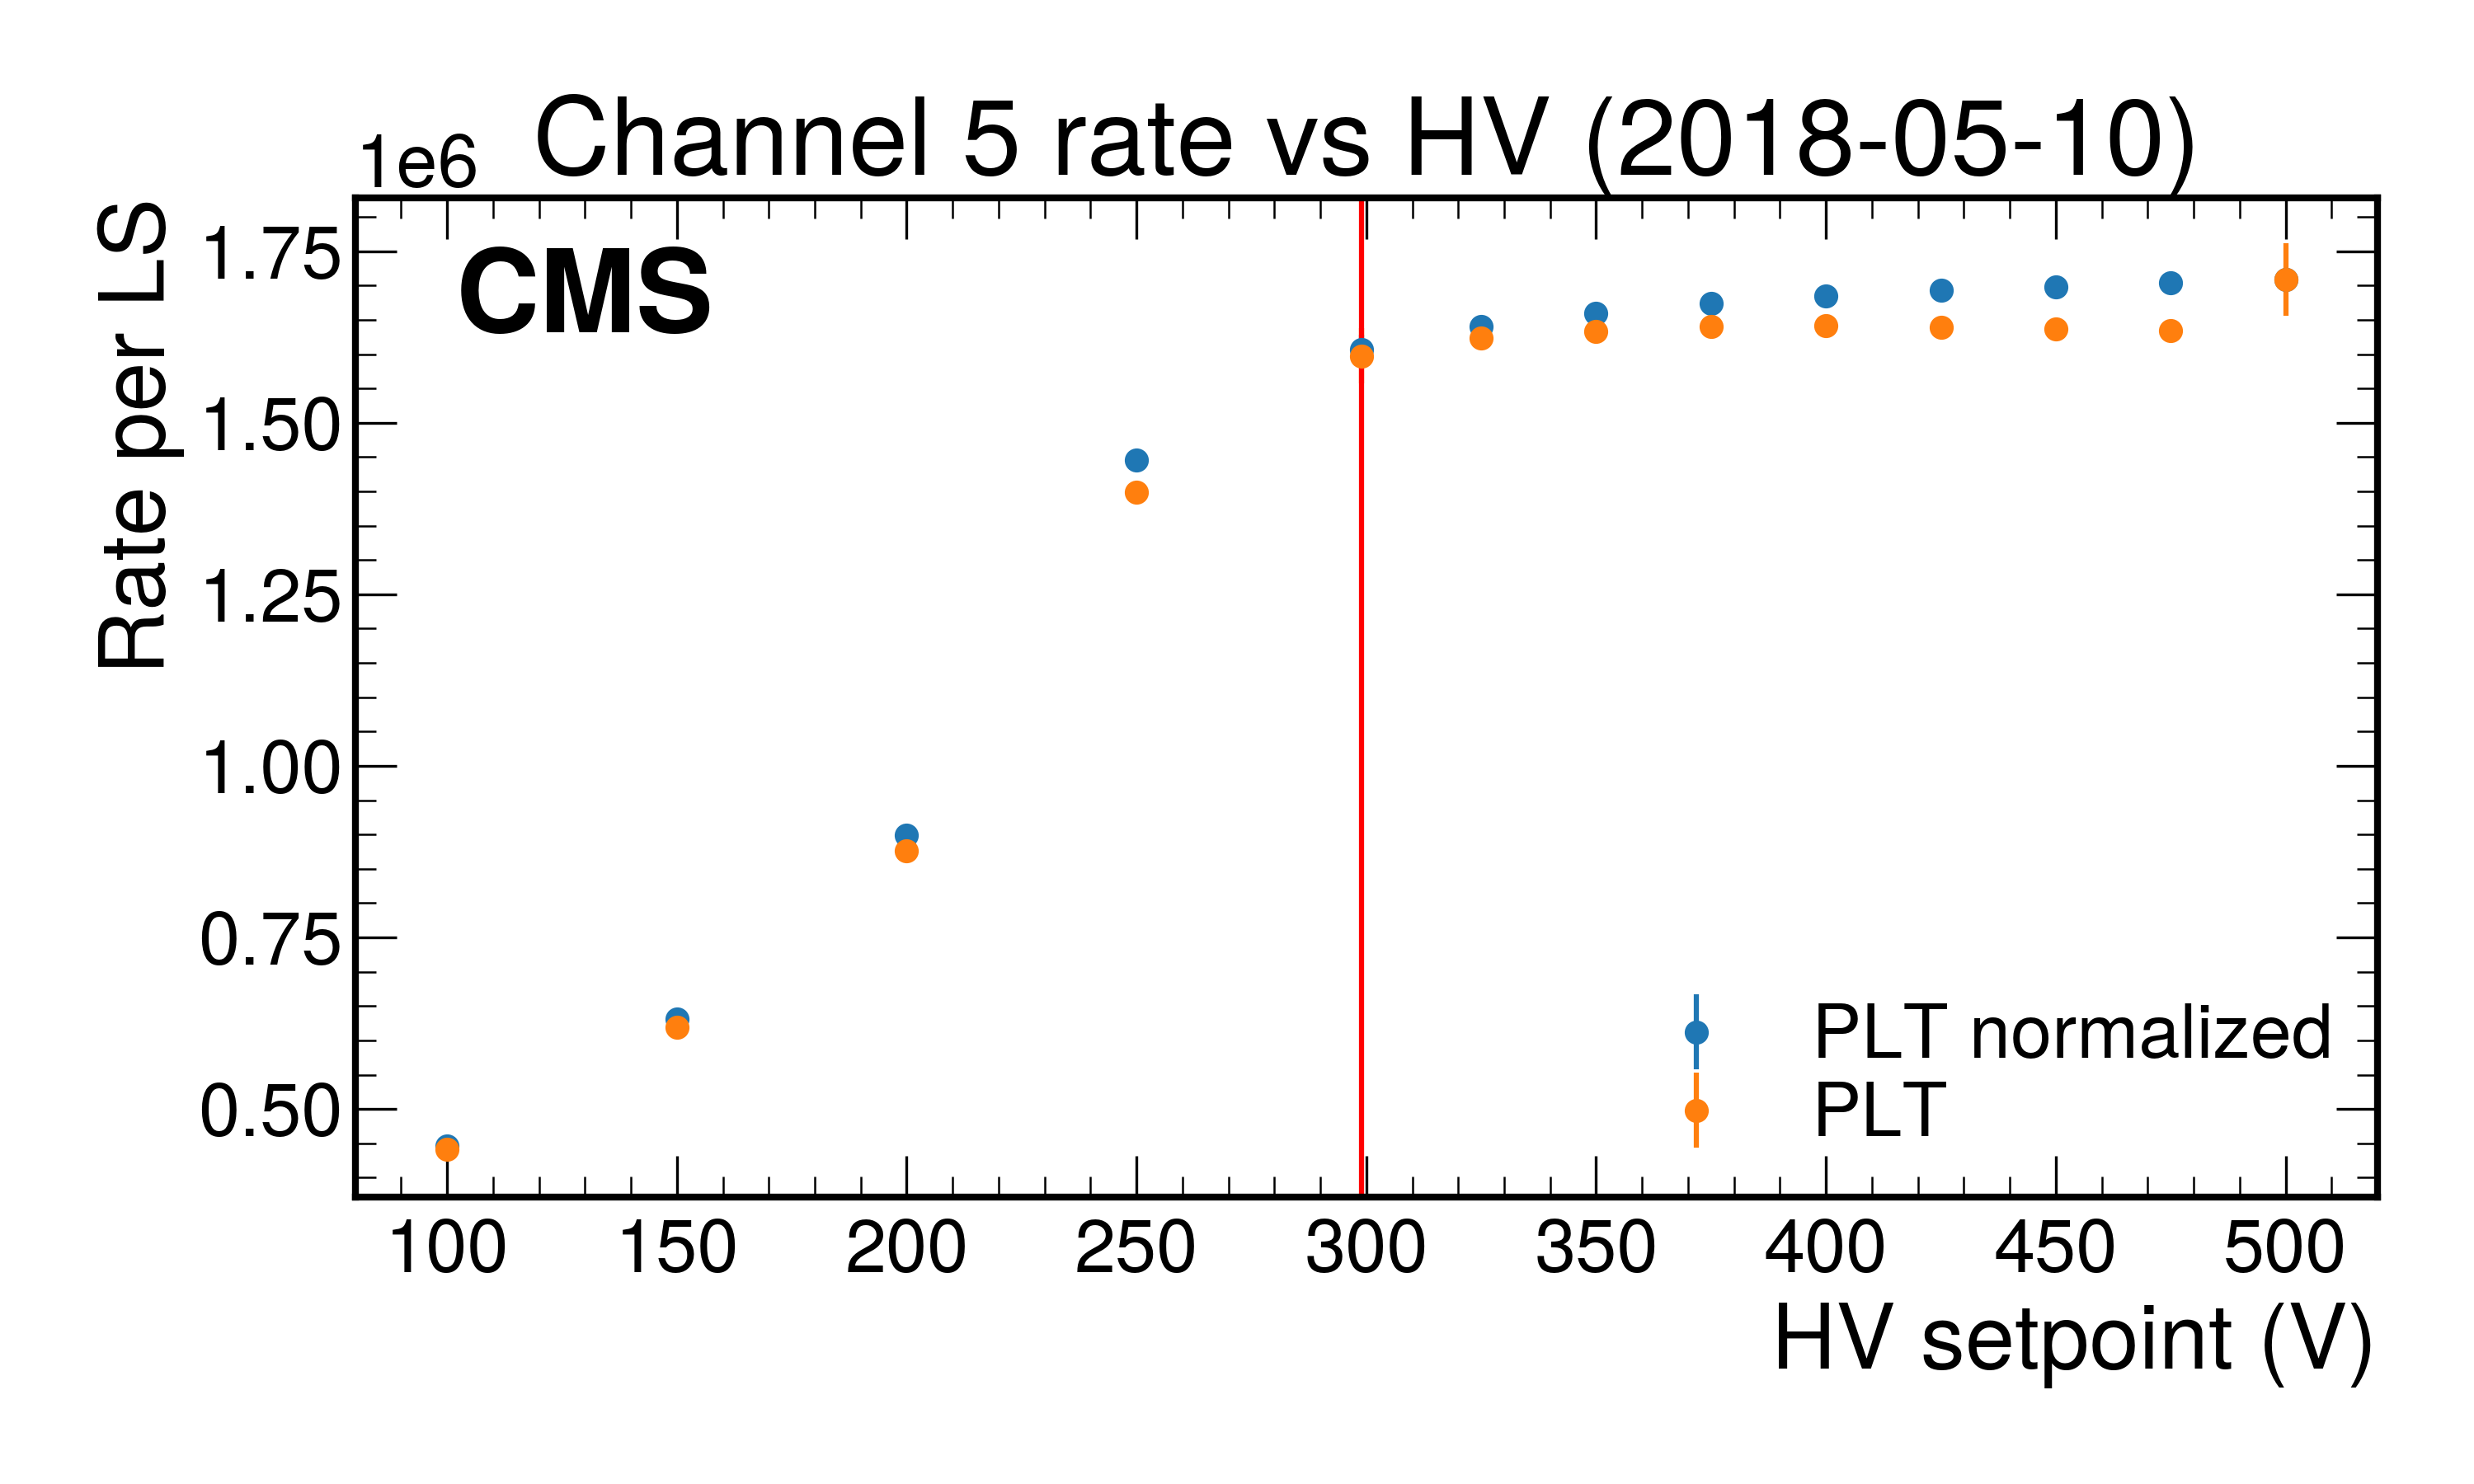 Channel 5 rate vs HV (2018-05-10)
1e6
CMS
Rate per LS
1.75
1.50
1.25
1.00
0.75
0.50
PLT normalized
PLT
100 150 200 250 300 350 400 450 500
HV setpoint (V)